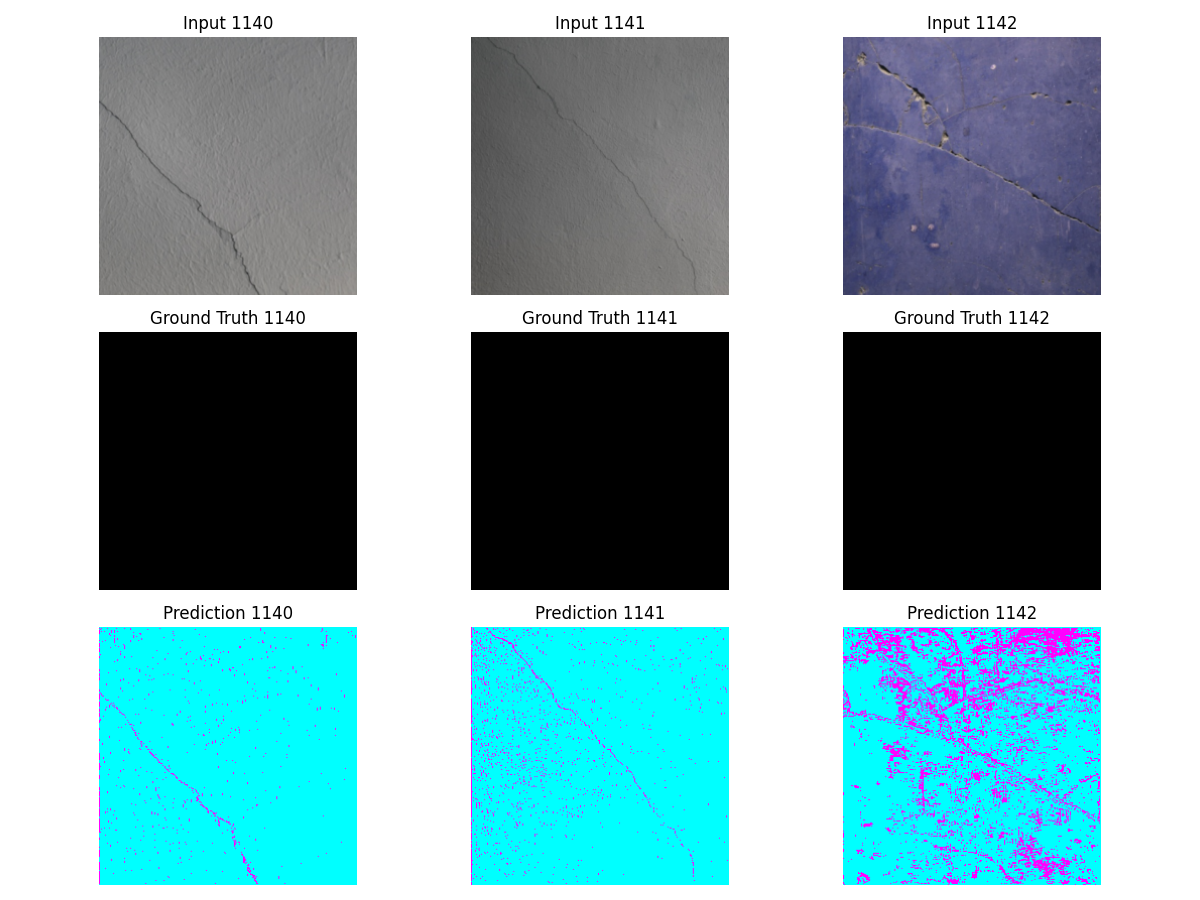 Input 1140
Input 1141
Input 1142
Ground Truth 1140
Ground Truth 1141
Ground Truth 1142
Prediction 1140
Prediction 1141
Prediction 1142